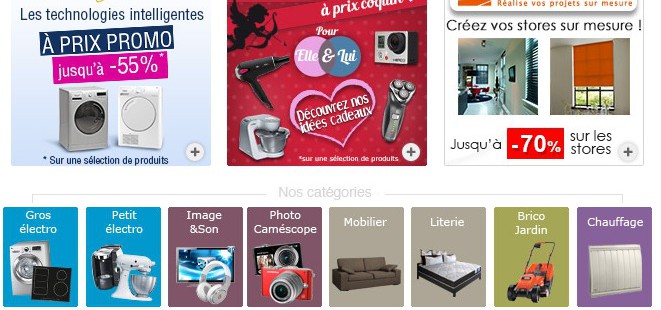 Les technologies intelligentes
À PRIX PROMO
jusqu'à -55%*
* Sur une sélection de produits
à prix coquin
Pour
Elle & Lui
Découvrez nos
idées cadeaux
*sur une sélection de produits
Réalise vos projets sur mesure
Créez vos stores sur mesure !
Jusqu'à -70% sur les
stores
Nos catégories
Gros
électro
Petit
électro
Image
&Son
Photo
Caméscope
Mobilier
Literie
Brico
Jardin
Chauffage